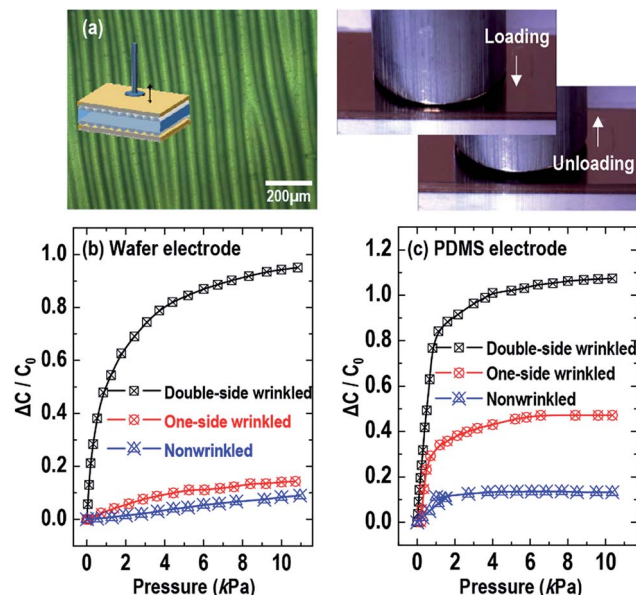 (a)
200μm
Loading
Unloading
(b) Wafer electrode
1.0
0.8
0.6
0.4
0.2
0.0
ΔC / C0
Double-side wrinkled
One-side wrinkled
Nonwrinkled
0 2 4 6 8 10
Pressure (kPa)
(c) PDMS electrode
1.2
1.0
0.8
0.6
0.4
0.2
0.0
ΔC / C0
Double-side wrinkled
One-side wrinkled
Nonwrinkled
0 2 4 6 8 10
Pressure (kPa)